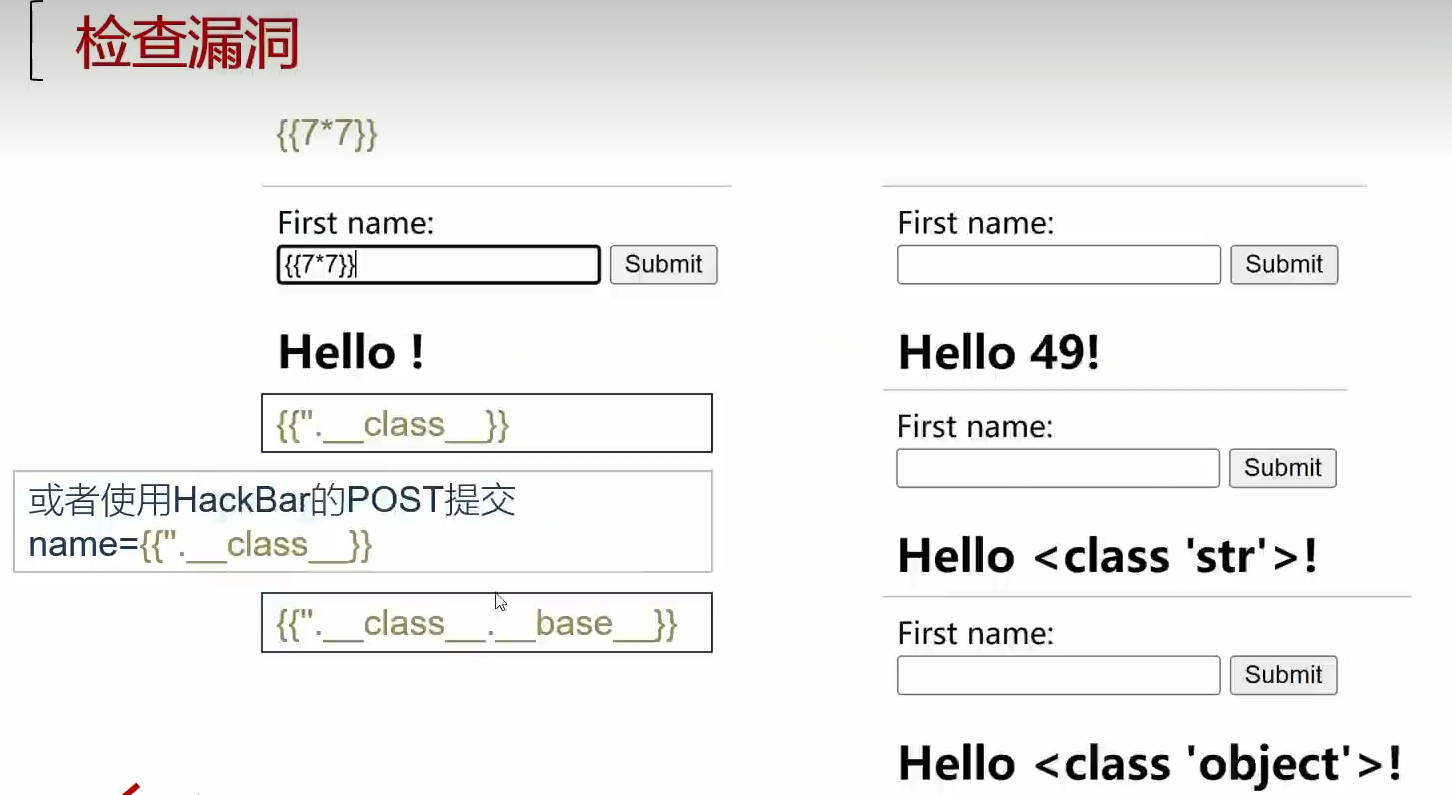 检查漏洞
{{7*7}}
First name:
{{7*7}}
Submit
Hello !
{{''.__class__}}
或者使用HackBar的POST提交
name={{''.__class__}}
{{''.__class__.__base__}}
First name:
Submit
Hello 49!
First name:
Submit
Hello <class 'str'>!
First name:
Submit
Hello <class 'object'>!